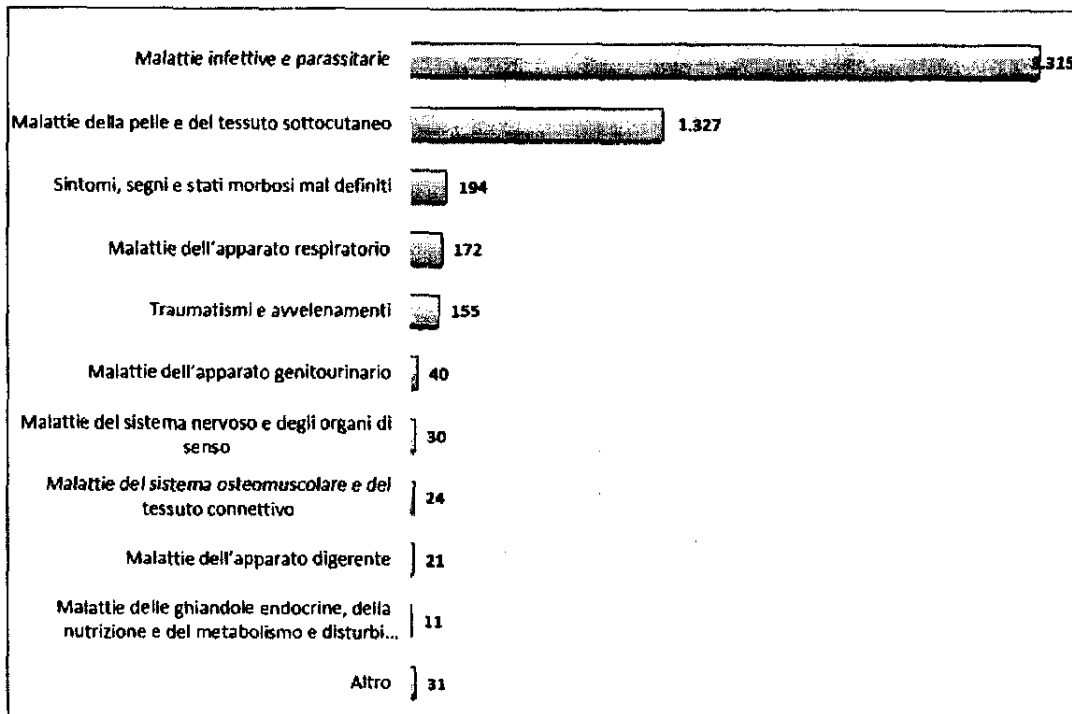 Malattie infettive e parassitarie
3.315
Malattie della pelle e del tessuto sottocutaneo
1.327
Sintomi, segni e stati morbosi mal definiti
194
Malattie dell'apparato respiratorio
172
Traumatismi e avvelenamenti
155
Malattie dell'apparato genitourinario
40
Malattie del sistema nervoso e degli organi di
senso
30
Malattie del sistema osteomuscolare e del
tessuto connettivo
24
Malattie dell'apparato digerente
21
Malattie delle ghiandole endocrine, della
nutrizione e del metabolismo e disturbi...
11
Altro
31